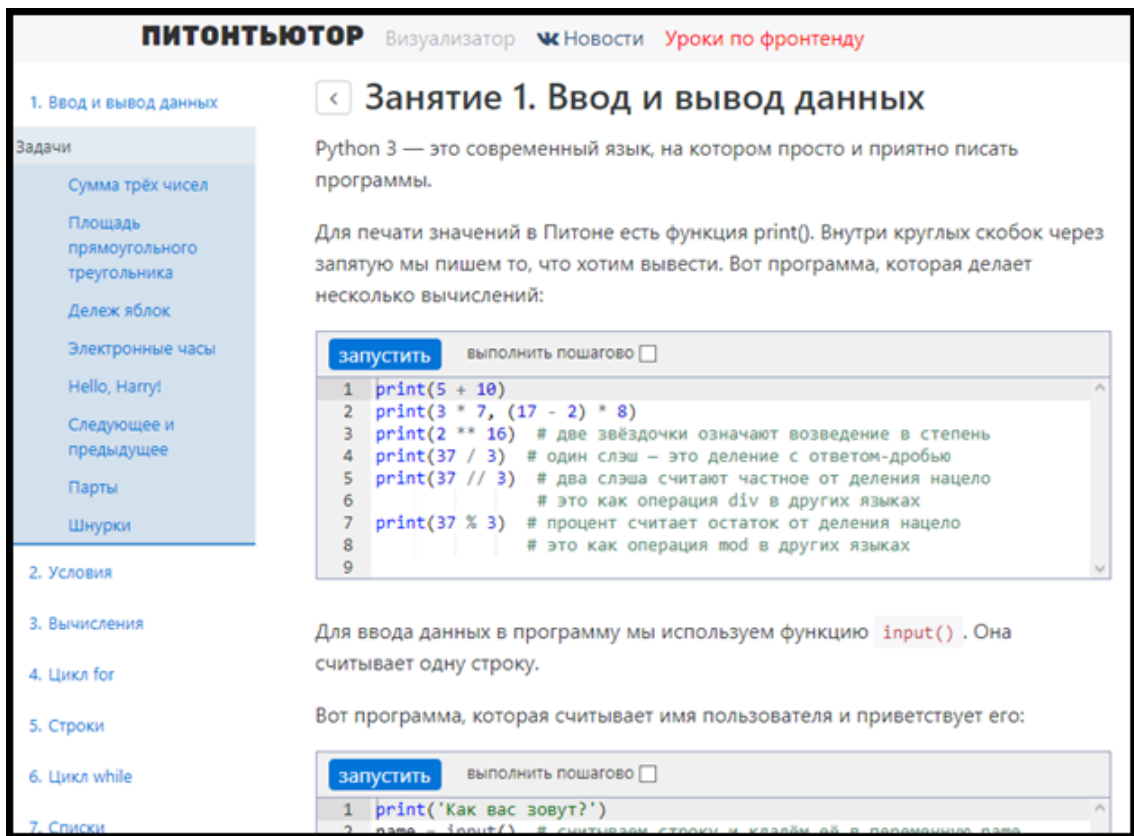 ПИТОНТЬЮТОР Визуализатор Новости Уроки по фронтенду
1. Ввод и вывод данных
Задачи
Сумма трёх чисел
Площадь
прямоугольного
треугольника
Дележ яблок
Электронные часы
Hello, Harry!
Следующее и
предыдущее
Парты
Шнурки
2. Условия
3. Вычисления
4. Цикл for
5. Строки
6. Цикл while
7. Списки
Занятие 1. Ввод и вывод данных
Python 3 — это современный язык, на котором просто и приятно писать
программы.
Для печати значений в Питоне есть функция print(). Внутри круглых скобок через
запятую мы пишем то, что хотим вывести. Вот программа, которая делает
несколько вычислений:
запустить выполнить пошагово
1 print(5 + 10)
2 print(3 * 7, (17 - 2) * 8)
3 print(2 ** 16) # две звёздочки означают возведение в степень
4 print(37 / 3) # один слэш — это деление с ответом-дробью
5 print(37 // 3) # два слэша считают частное от деления нацело
6 # это как операция div в других языках
7 print(37 % 3) # процент считает остаток от деления нацело
8 # это как операция mod в других языках
9
Для ввода данных в программу мы используем функцию input() . Она
считывает одну строку.
Вот программа, которая считывает имя пользователя и приветствует его:
запустить выполнить пошагово
1 print('Как вас зовут?')
2 name = input() # считываем строку и кладём её в переменную name